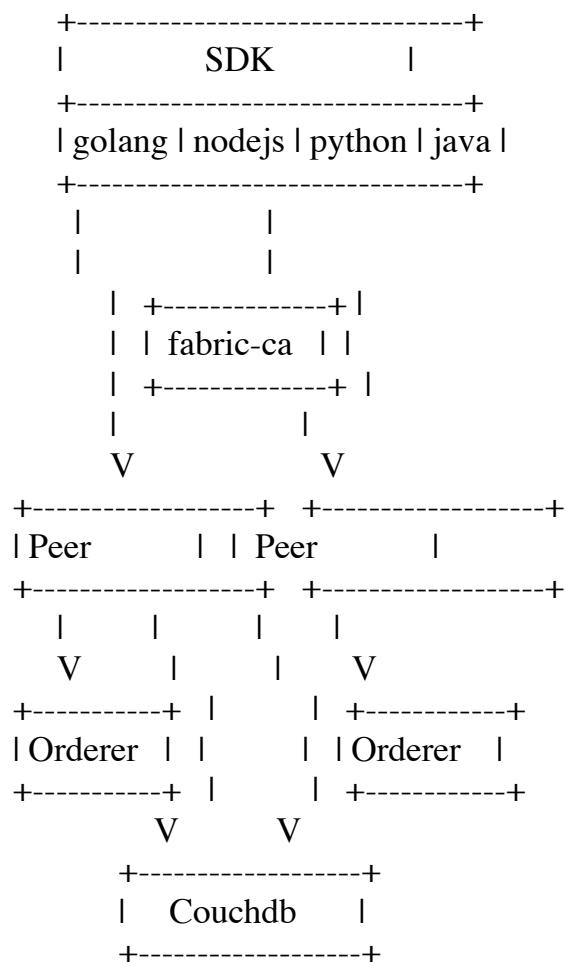 +---------------------------------+
| SDK |
+---------------------------------+
| golang | nodejs | python | java |
+---------------------------------+
| |
| |
| +--------------+ |
| | fabric-ca | |
| +--------------+ |
| |
V V
+-------------------+ +--------------------+
| Peer | | Peer |
+-------------------+ +--------------------+
| | | |
V | | V
+-----------+ | | +------------+
| Orderer | | | | Orderer |
+-----------+ | | +------------+
V V
+-------------------+
| Couchdb |
+-------------------+